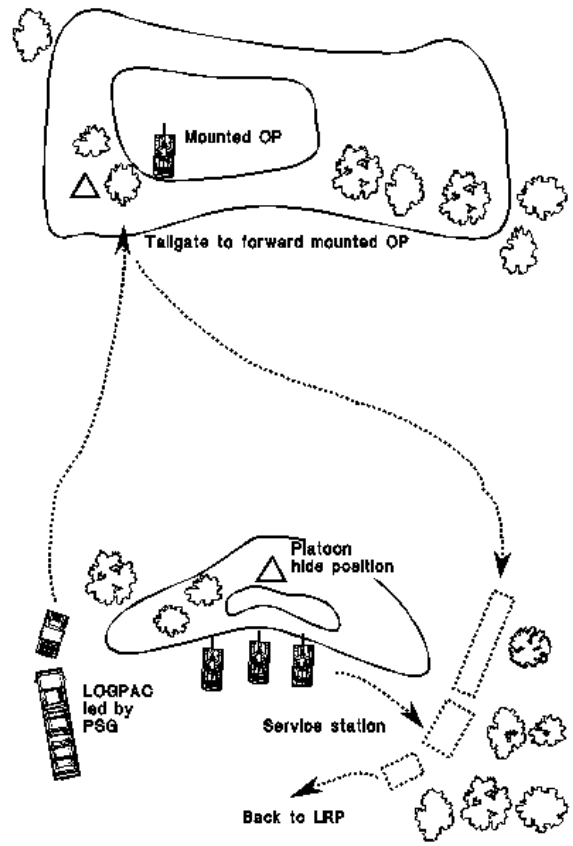 Mounted OP
Tailgate to forward mounted OP
Platoon
hide position
LOGPAC
led by
PSG
Service station
Back to LRP